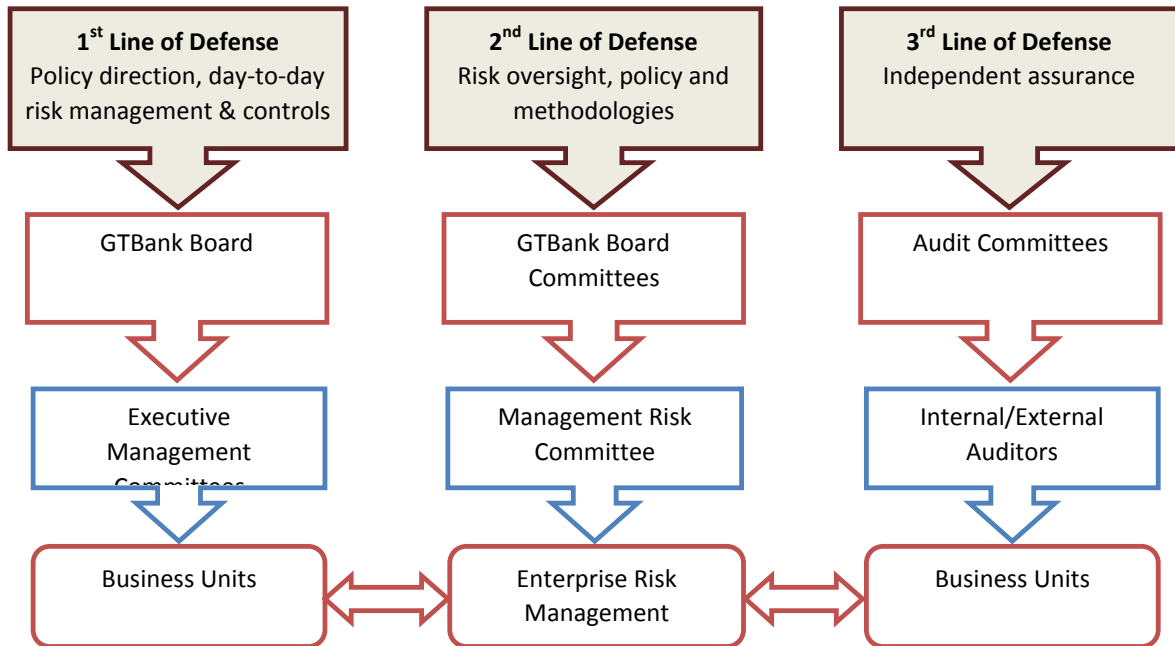 1st Line of Defense
Policy direction, day-to-day
risk management & controls
2nd Line of Defense
Risk oversight, policy and
methodologies
3rd Line of Defense
Independent assurance
GTBank Board
GTBank Board
Committees
Audit Committees
Executive
Management
Committees
Management Risk
Committee
Internal/External
Auditors
Business Units
Enterprise Risk
Management
Business Units